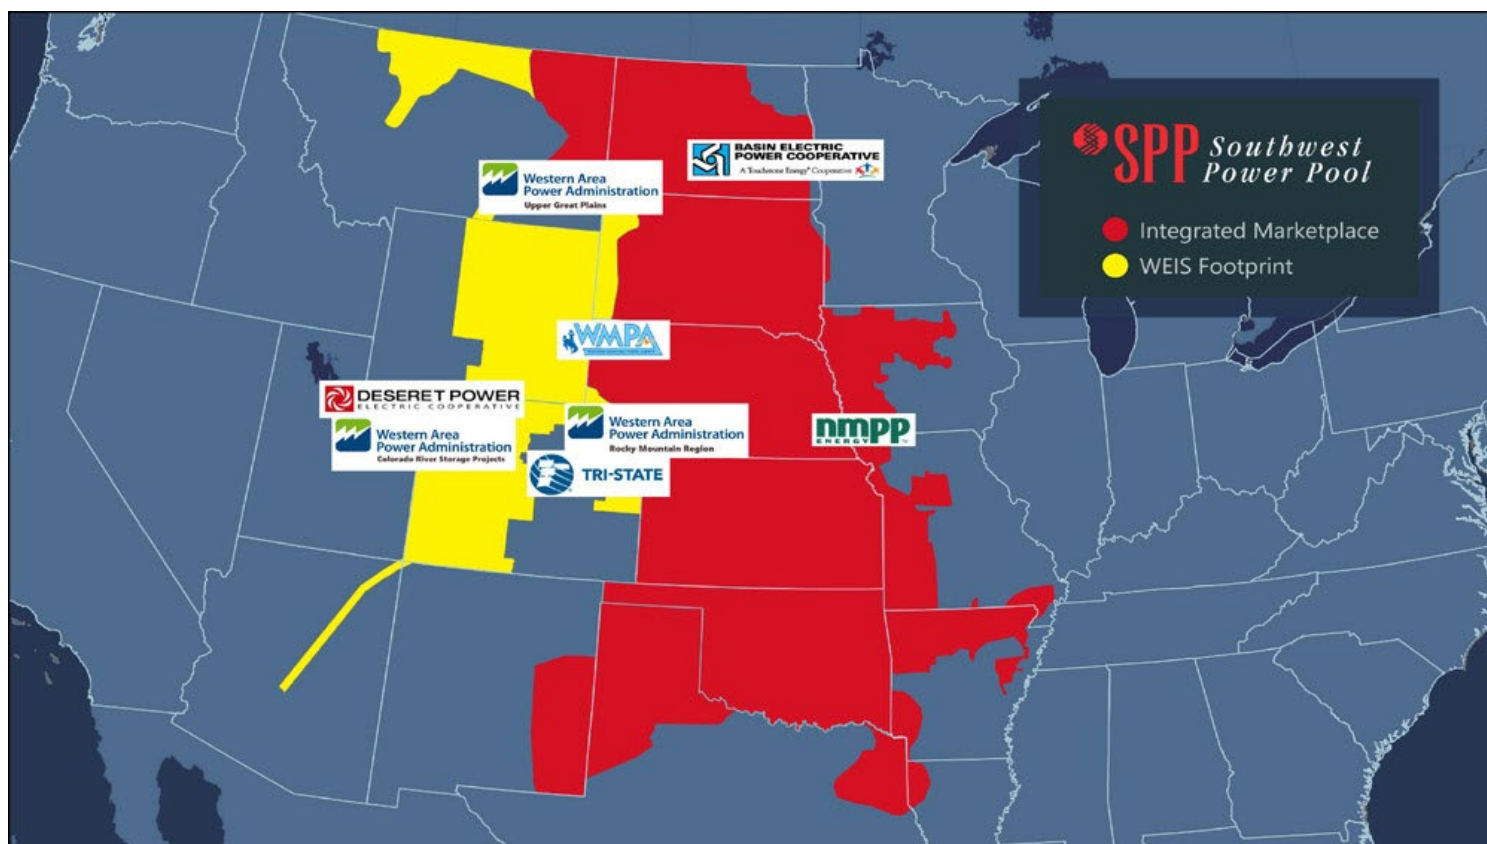 SPP Southwest
Power Pool
Integrated Marketplace
WEIS Footprint
BASIN ELECTRIC
POWER COOPERATIVE
A Touchstone Energy® Cooperative
Western Area
Power Administration
Upper Great Plains
WMPA
DESERET POWER
ELECTRIC COOPERATIVE
Western Area
Power Administration
Colorado River Storage Projects
Western Area
Power Administration
Rocky Mountain Region
TRI-STATE
nmpp
ENERGY